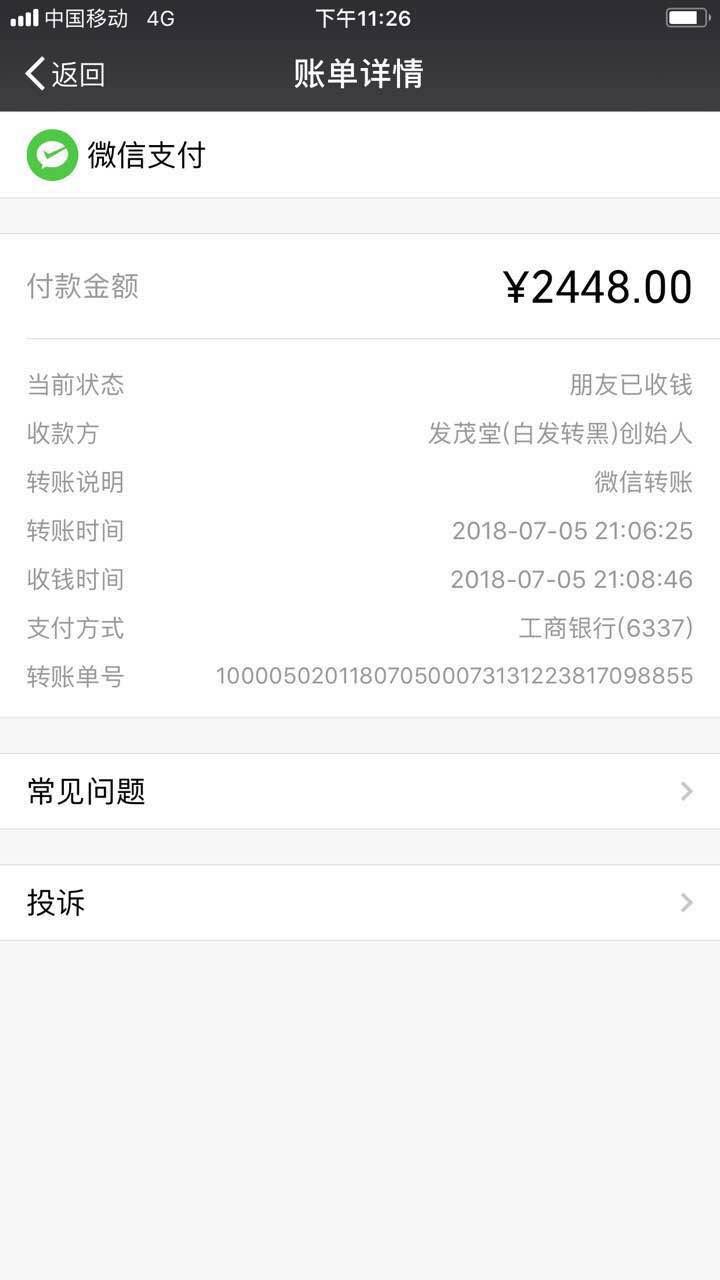 中国移动 4G 下午11:26
返回 账单详情
微信支付
付款金额 ¥2448.00
当前状态 朋友已收钱
收款方 发茂堂(白发转黑)创始人
转账说明 微信转账
转账时间 2018-07-05 21:06:25
收钱时间 2018-07-05 21:08:46
支付方式 工商银行(6337)
转账单号 100005020118070500073131223817098855
常见问题
投诉